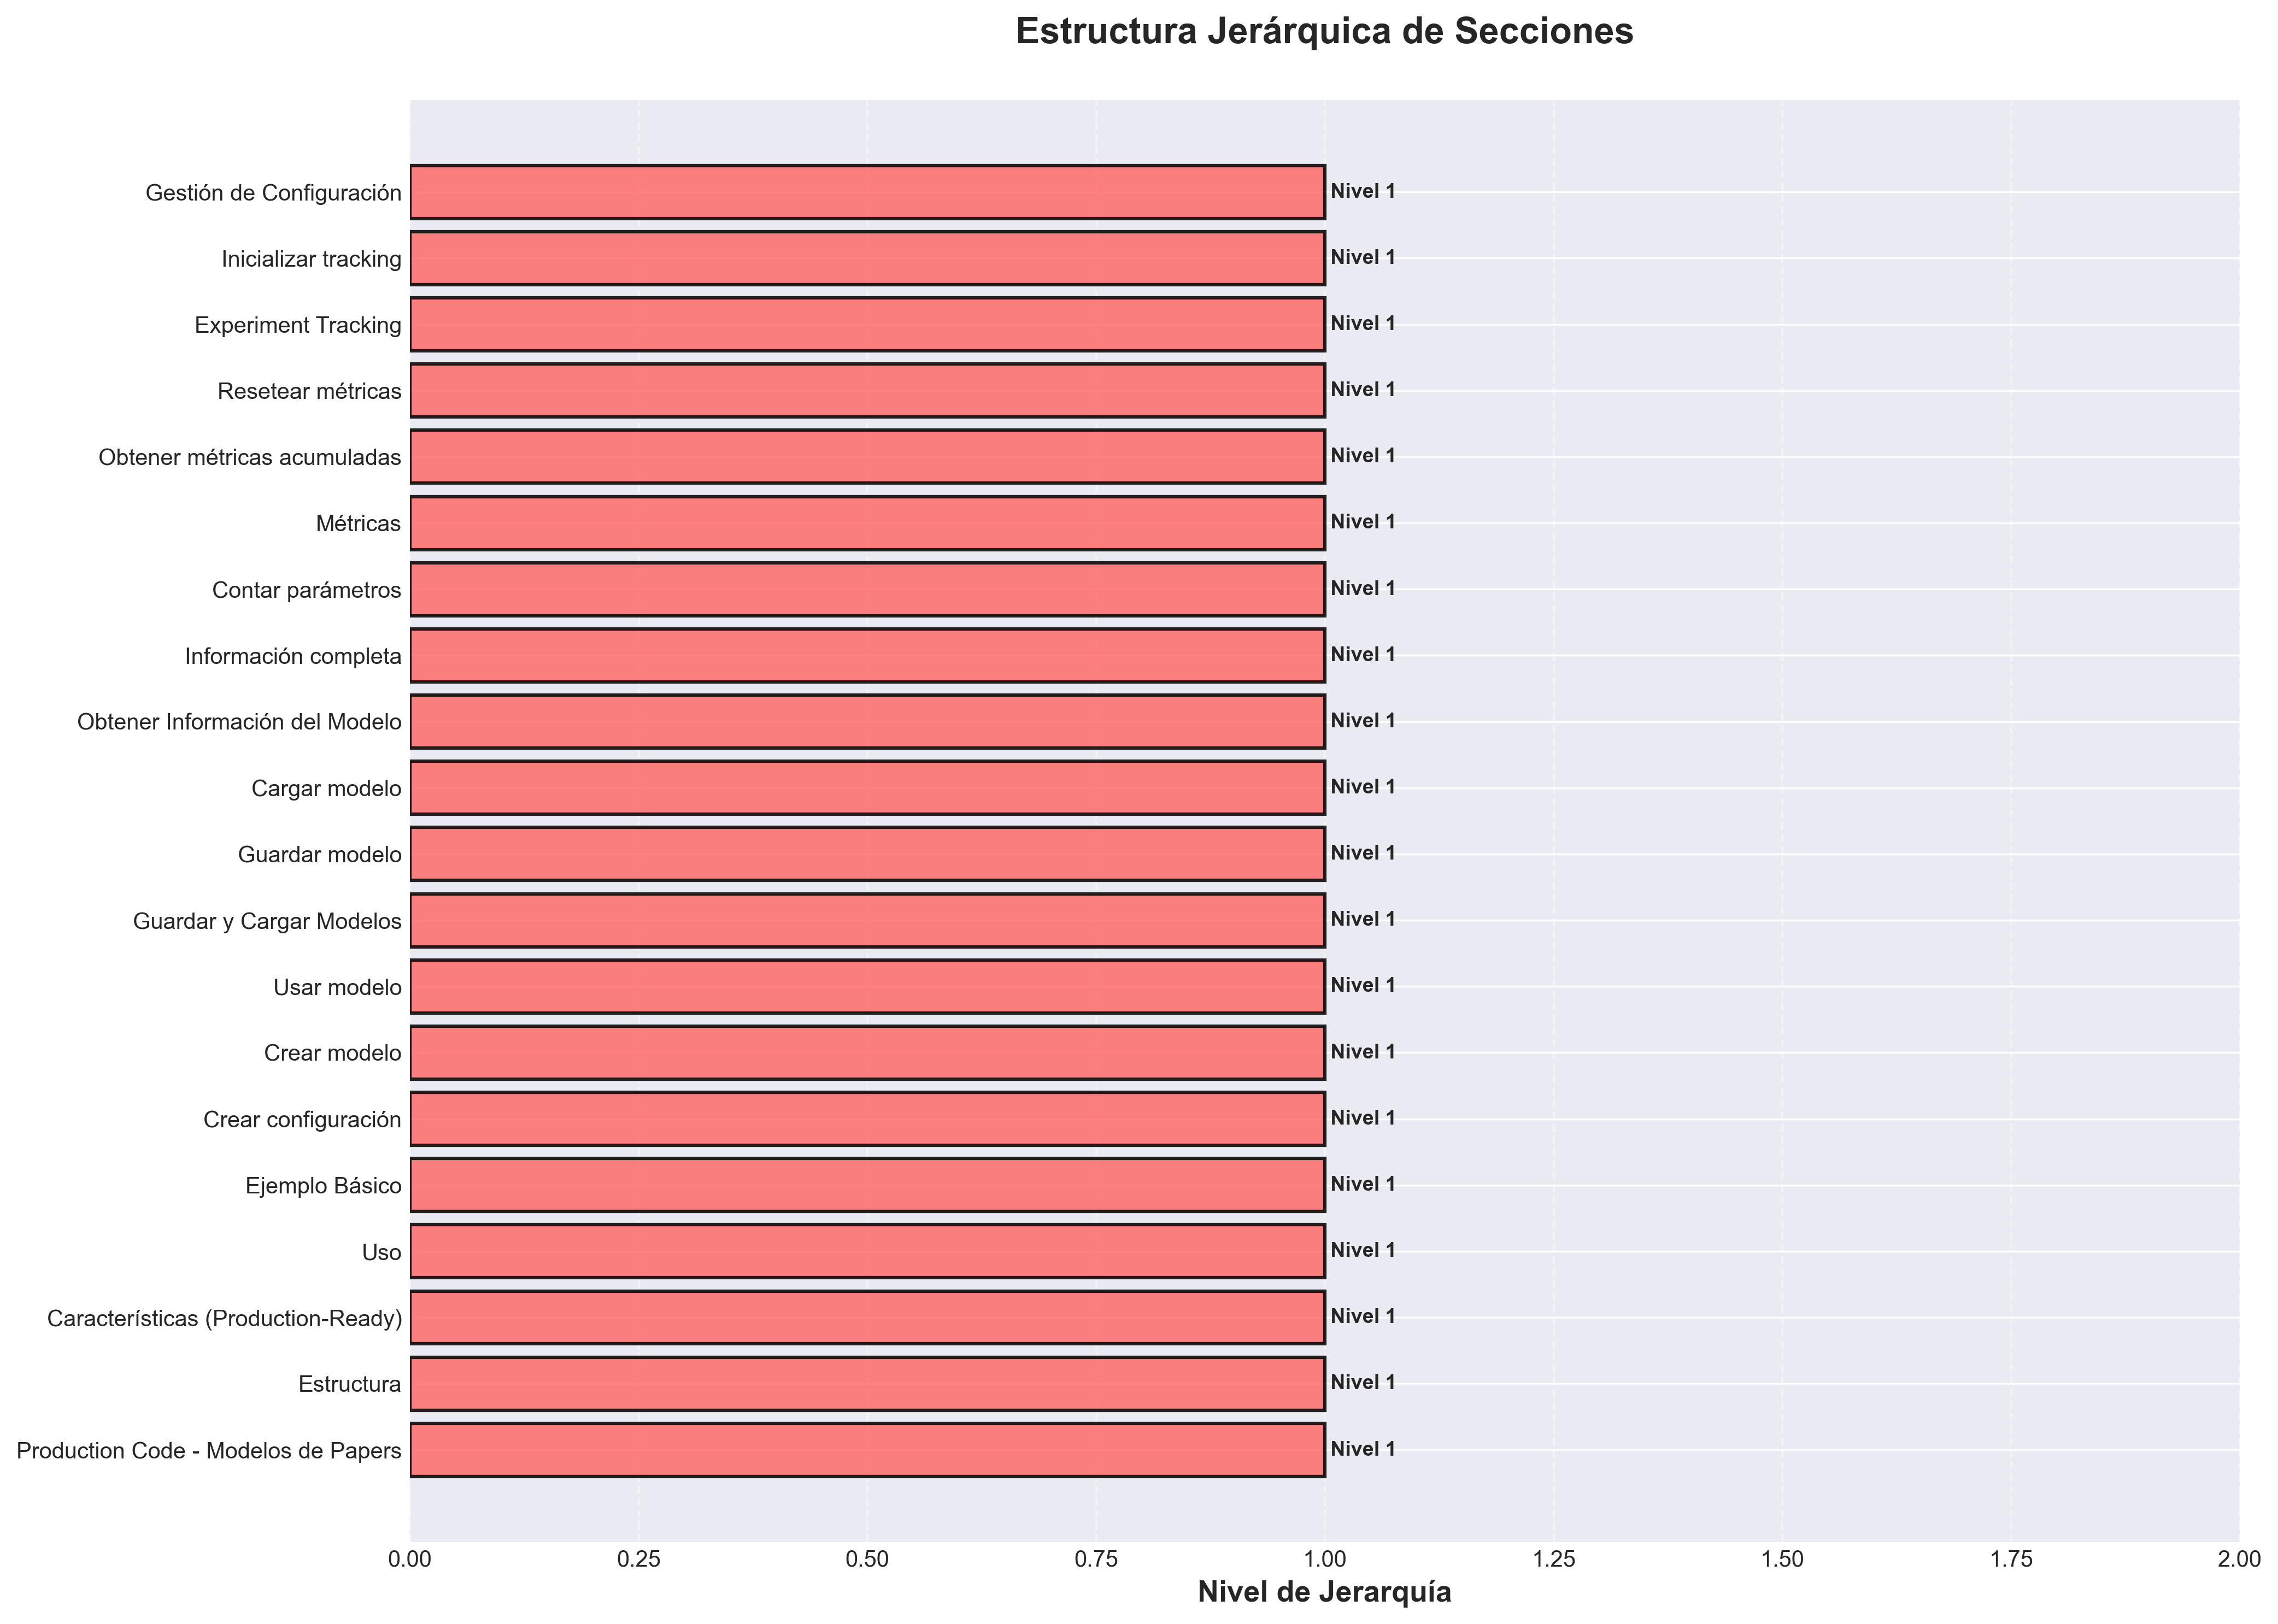 Estructura Jerárquica de Secciones
Gestión de Configuración Nivel 1
Inicializar tracking Nivel 1
Experiment Tracking Nivel 1
Resetear métricas Nivel 1
Obtener métricas acumuladas Nivel 1
Métricas Nivel 1
Contar parámetros Nivel 1
Información completa Nivel 1
Obtener Información del Modelo Nivel 1
Cargar modelo Nivel 1
Guardar modelo Nivel 1
Guardar y Cargar Modelos Nivel 1
Usar modelo Nivel 1
Crear modelo Nivel 1
Crear configuración Nivel 1
Ejemplo Básico Nivel 1
Uso Nivel 1
Características (Production-Ready) Nivel 1
Estructura Nivel 1
Production Code - Modelos de Papers Nivel 1
0.00 0.25 0.50 0.75 1.00 1.25 1.50 1.75 2.00
Nivel de Jerarquía